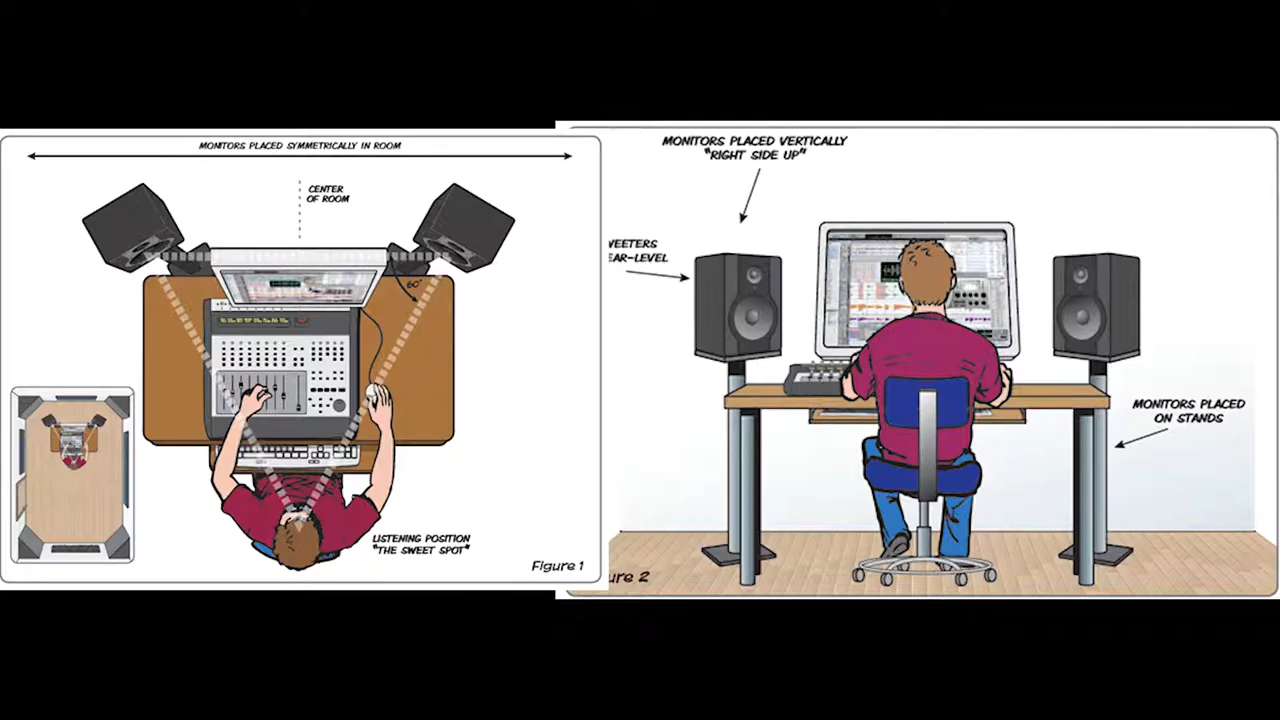 MONITORS PLACED SYMMETRICALLY IN ROOM
CENTER
OF ROOM
60°
LISTENING POSITION
"THE SWEET SPOT"
Figure 1
MONITORS PLACED VERTICALLY
"RIGHT SIDE UP"
WEETERS
EAR-LEVEL
MONITORS PLACED
ON STANDS
ure 2